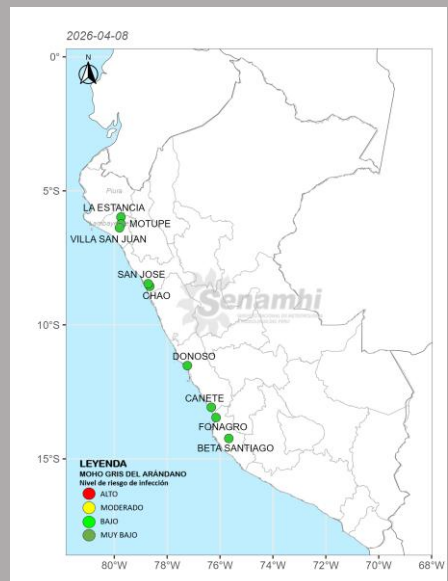 2026-04-08
N
0°
5°S
10°S
15°S
Piura
LA ESTANCIA
MOTUPE
VILLA SAN JUAN
SAN JOSE
CHAO
Senamhi
DONOSO
CANETE
FONAGRO
BETA SANTIAGO
LEYENDA
MOHO GRIS DEL ARÁNDANO
Nivel de riesgo de infección
ALTO
MODERADO
BAJO
MUY BAJO
80°W 78°W 76°W 74°W 72°W 70°W 68°W